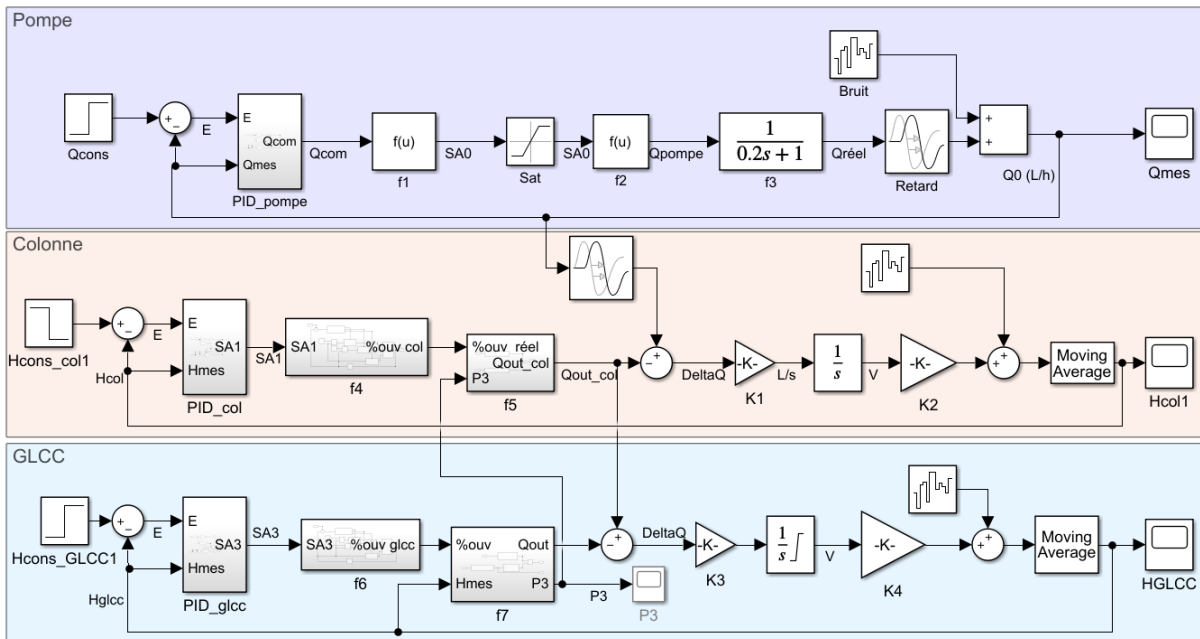 Pompe
Bruit
Qcons
E
E
Qmes
Qcom
PID_pompe
Qcom
f(u)
f1
SA0
Sat
SA0
f(u)
f2
Qpompe
1
0.2s + 1
f3
Qréel
Retard
+
+
Q0 (L/h)
Qmes
Colonne
Hcons_col1
E
Hcol
E
Hmes
SA1
PID_col
SA1
SA1
%ouv col
f4
%ouv_réel
Qout_col
P3
f5
Qout_col
DeltaQ
-K-
K1
L/s
1
s
V
-K-
K2
Moving
Average
Hcol1
GLCC
Hcons_GLCC1
E
Hglcc
E
Hmes
SA3
PID_glcc
SA3
SA3
%ouv glcc
f6
%ouv
Qout
Hmes
P3
f7
P3
P3
DeltaQ
-K-
K3
1
s
V
-K-
K4
Moving
Average
HGLCC